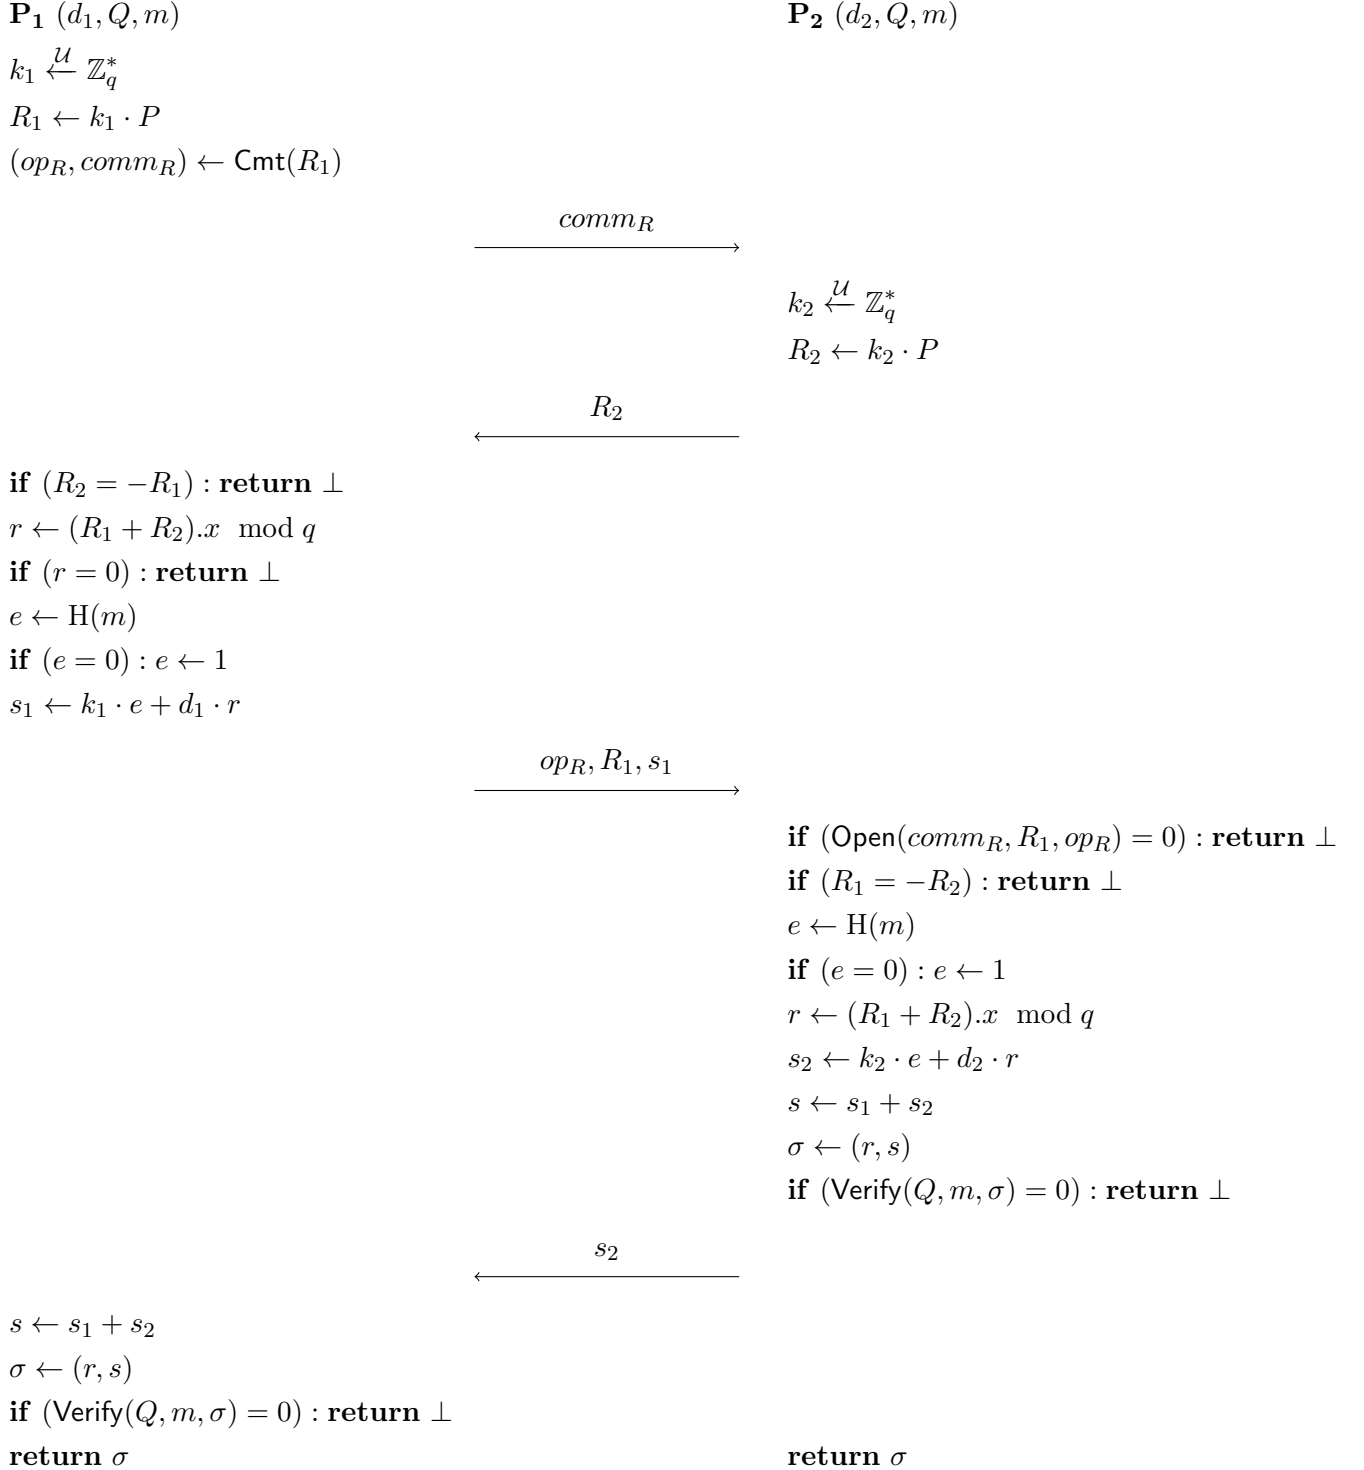 P₁ (d₁, Q, m) P₂ (d₂, Q, m)
k₁ ←𝒰 ℤ*_q
R₁ ← k₁ · P
(op_R, comm_R) ← Cmt(R₁)
comm_R
k₂ ←𝒰 ℤ*_q
R₂ ← k₂ · P
R₂
if (R₂ = −R₁) : return ⊥
r ← (R₁ + R₂).x mod q
if (r = 0) : return ⊥
e ← H(m)
if (e = 0) : e ← 1
s₁ ← k₁ · e + d₁ · r
op_R, R₁, s₁
if (Open(comm_R, R₁, op_R) = 0) : return ⊥
if (R₁ = −R₂) : return ⊥
e ← H(m)
if (e = 0) : e ← 1
r ← (R₁ + R₂).x mod q
s₂ ← k₂ · e + d₂ · r
s ← s₁ + s₂
σ ← (r, s)
if (Verify(Q, m, σ) = 0) : return ⊥
s₂
s ← s₁ + s₂
σ ← (r, s)
if (Verify(Q, m, σ) = 0) : return ⊥
return σ return σ